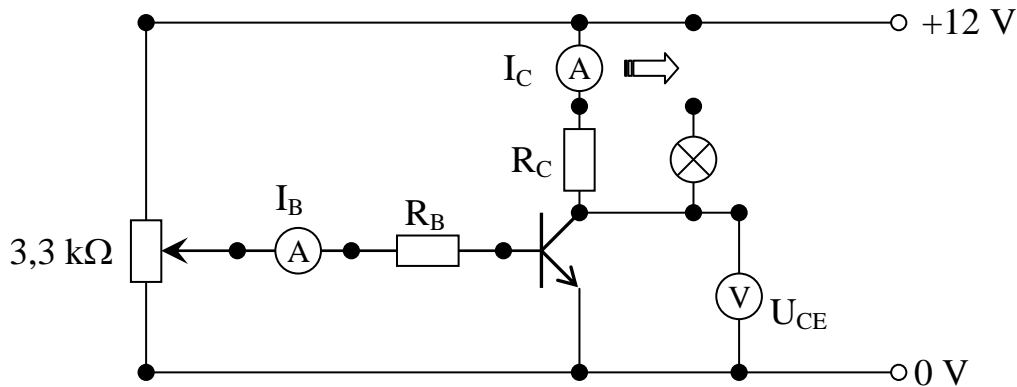 +12 V
I_C
A
R_C
I_B
R_B
3,3 kΩ
A
V
U_CE
0 V